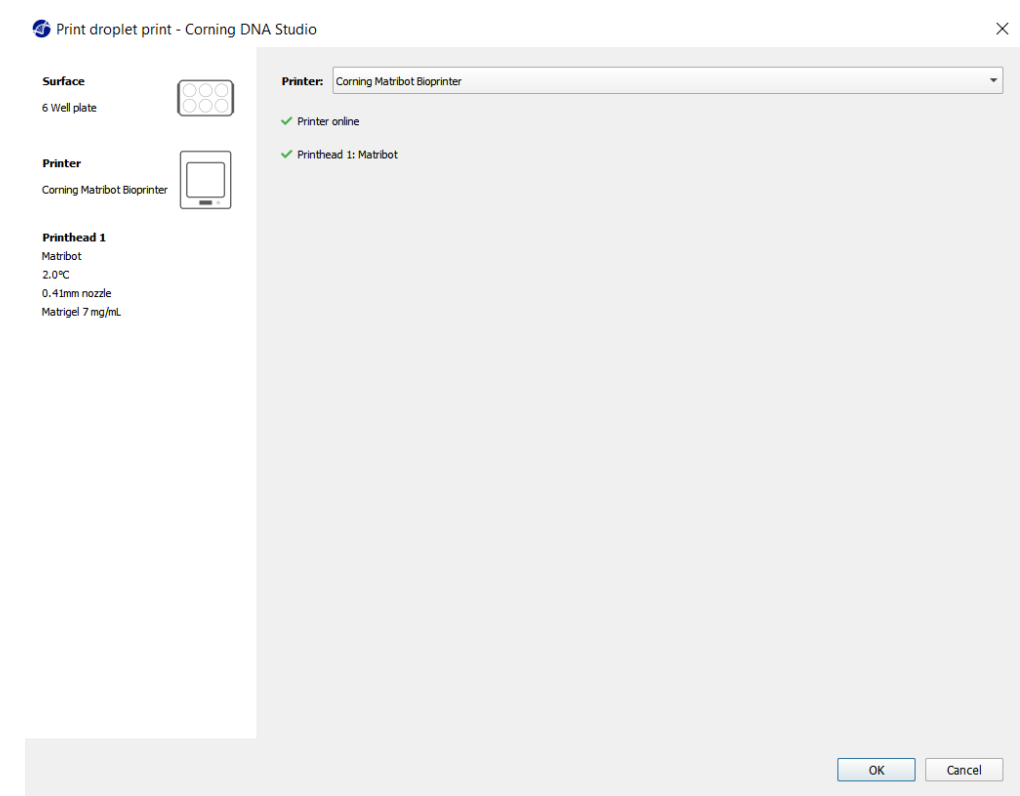 Print droplet print - Corning DNA Studio
Surface
6 Well plate
Printer
Corning Matribot Bioprinter
Printhead 1
Matribot
2.0°C
0.41mm nozzle
Matrigel 7 mg/mL
Printer: Corning Matribot Bioprinter
Printer online
Printhead 1: Matribot
OK Cancel